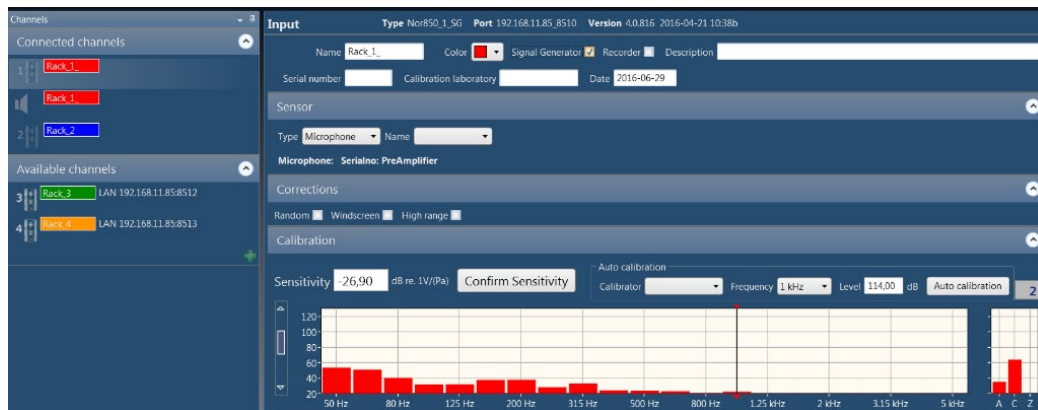 Channels
Connected channels
1 Rack_1_
Rack_1_
2 Rack_2
Available channels
3 Rack_3 LAN 192.168.11.85:8512
4 Rack_4 LAN 192.168.11.85:8513
Input Type Nor850_1_SG Port 192.168.11.85_8510 Version 4.0.816 2016-04-21 10:38b
Name Rack_1_ Color Signal Generator Recorder Description
Serial number Calibration laboratory Date 2016-06-29
Sensor
Type Microphone Name
Microphone: Serialno: PreAmplifier
Corrections
Random Windscreen High range
Calibration
Auto calibration
Sensitivity -26,90 dB re. 1V/(Pa) Confirm Sensitivity Calibrator Frequency 1 kHz Level 114,00 dB Auto calibration 2
120
100
80
60
40
20
50 Hz 80 Hz 125 Hz 200 Hz 315 Hz 500 Hz 800 Hz 1.25 kHz 2 kHz 3.15 kHz 5 kHz A C Z